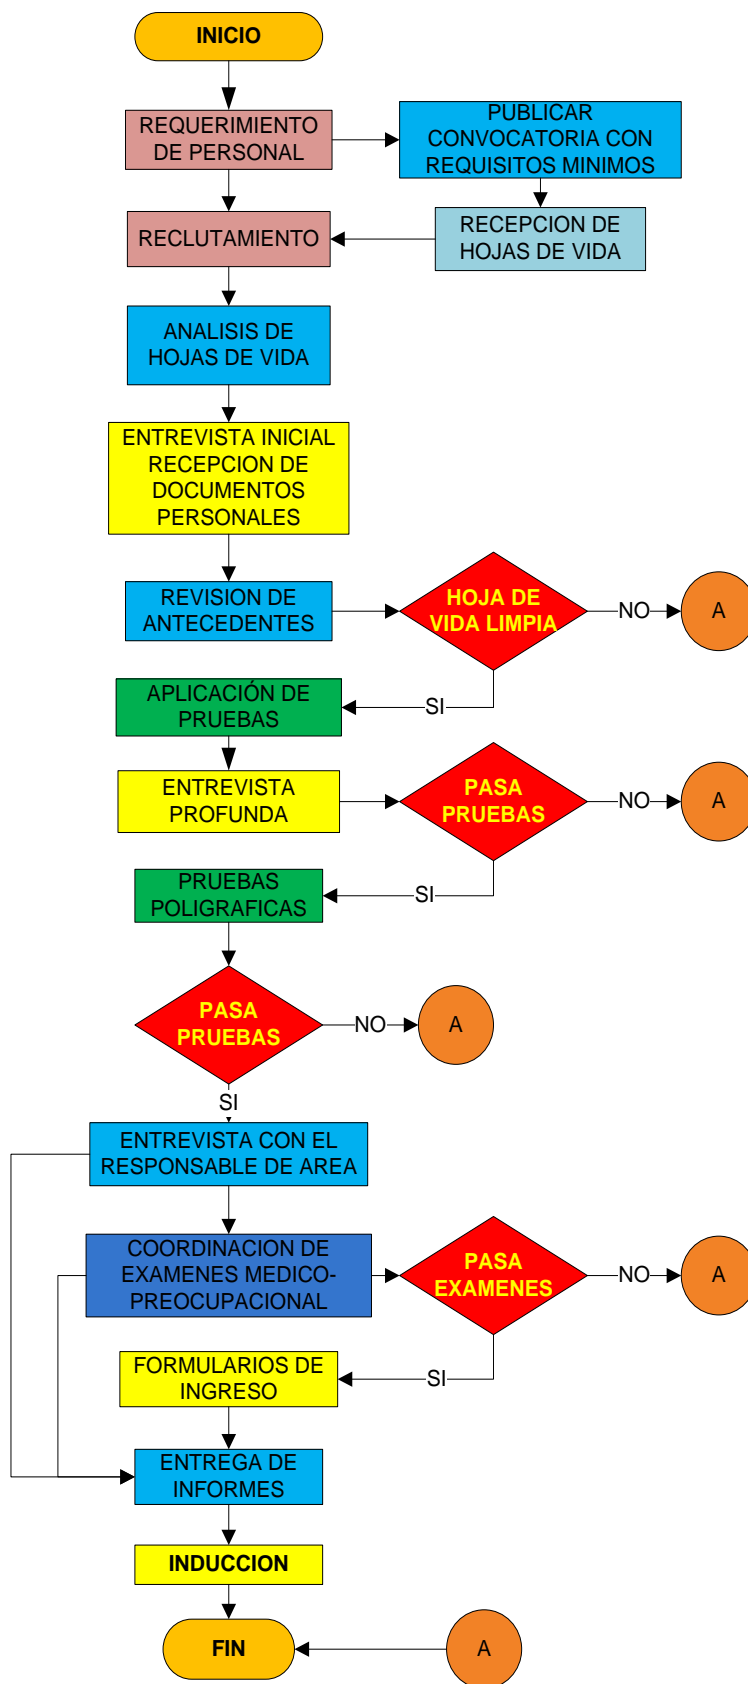 INICIO
REQUERIMIENTO
DE PERSONAL
PUBLICAR
CONVOCATORIA CON
REQUISITOS MINIMOS
RECLUTAMIENTO
RECEPCION DE
HOJAS DE VIDA
ANALISIS DE
HOJAS DE VIDA
ENTREVISTA INICIAL
RECEPCION DE
DOCUMENTOS
PERSONALES
REVISION DE
ANTECEDENTES
HOJA DE
VIDA LIMPIA
NO
A
SI
APLICACIÓN DE
PRUEBAS
ENTREVISTA
PROFUNDA
PASA
PRUEBAS
NO
A
SI
PRUEBAS
POLIGRAFICAS
PASA
PRUEBAS
NO
A
SI
ENTREVISTA CON EL
RESPONSABLE DE AREA
COORDINACION DE
EXAMENES MEDICO-
PREOCUPACIONAL
PASA
EXAMENES
NO
A
SI
FORMULARIOS DE
INGRESO
ENTREGA DE
INFORMES
INDUCCION
FIN
A